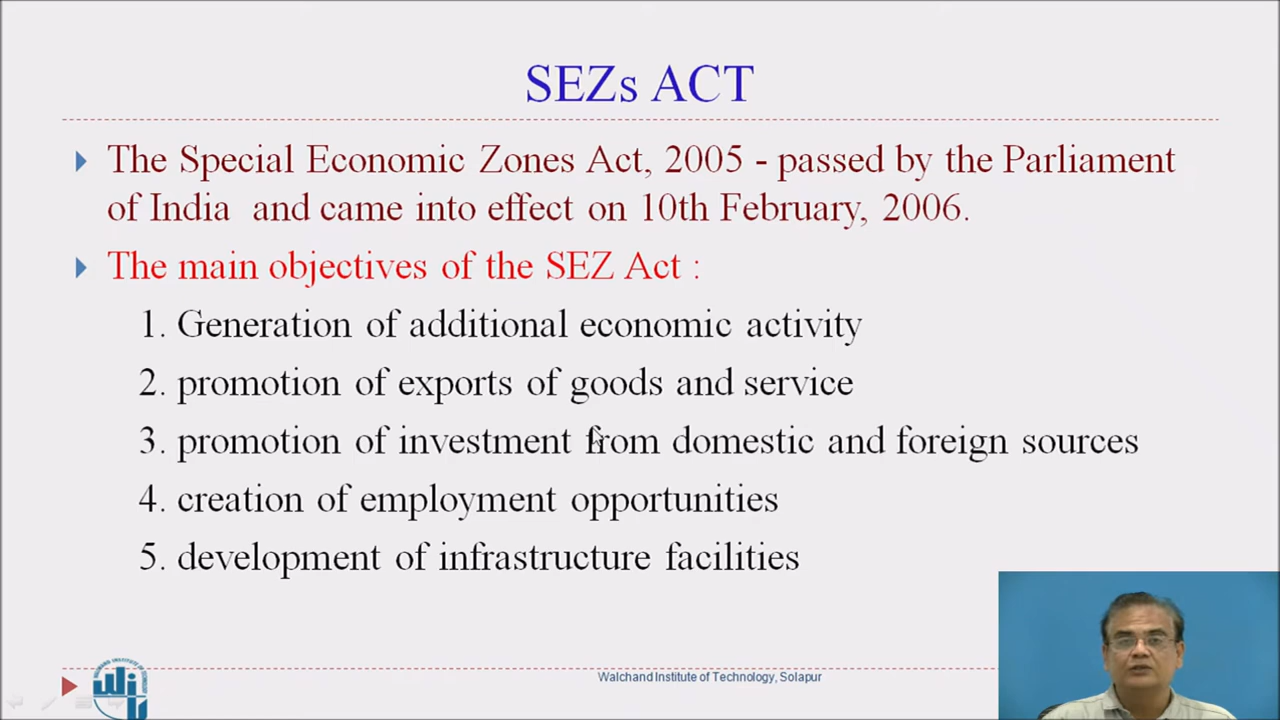 SEZs ACT
The Special Economic Zones Act, 2005 - passed by the Parliament
of India and came into effect on 10th February, 2006.
The main objectives of the SEZ Act :
1. Generation of additional economic activity
2. promotion of exports of goods and service
3. promotion of investment from domestic and foreign sources
4. creation of employment opportunities
5. development of infrastructure facilities
Walchand Institute of Technology, Solapur